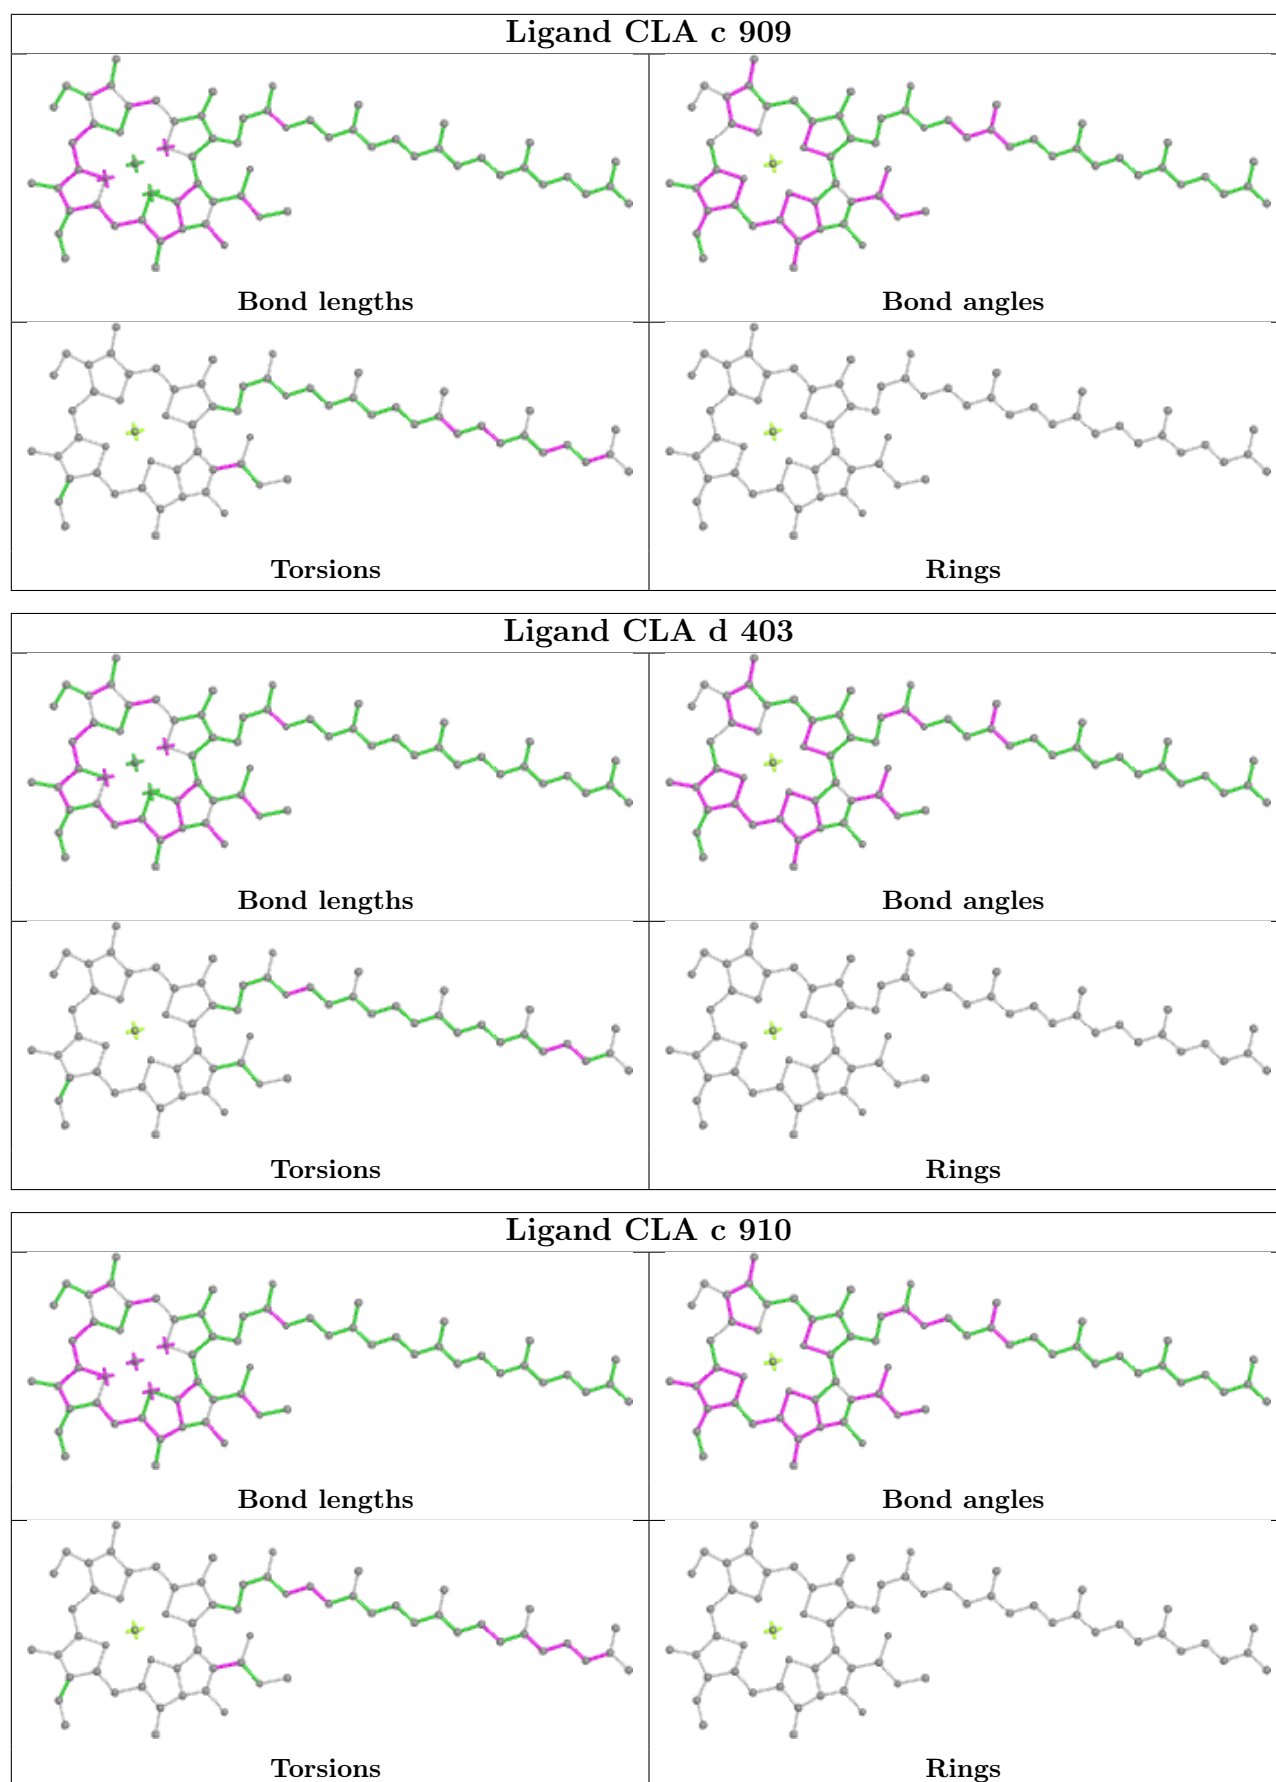 Ligand CLA c 909
Bond lengths
Bond angles
Torsions
Rings
Ligand CLA d 403
Bond lengths
Bond angles
Torsions
Rings
Ligand CLA c 910
Bond lengths
Bond angles
Torsions
Rings